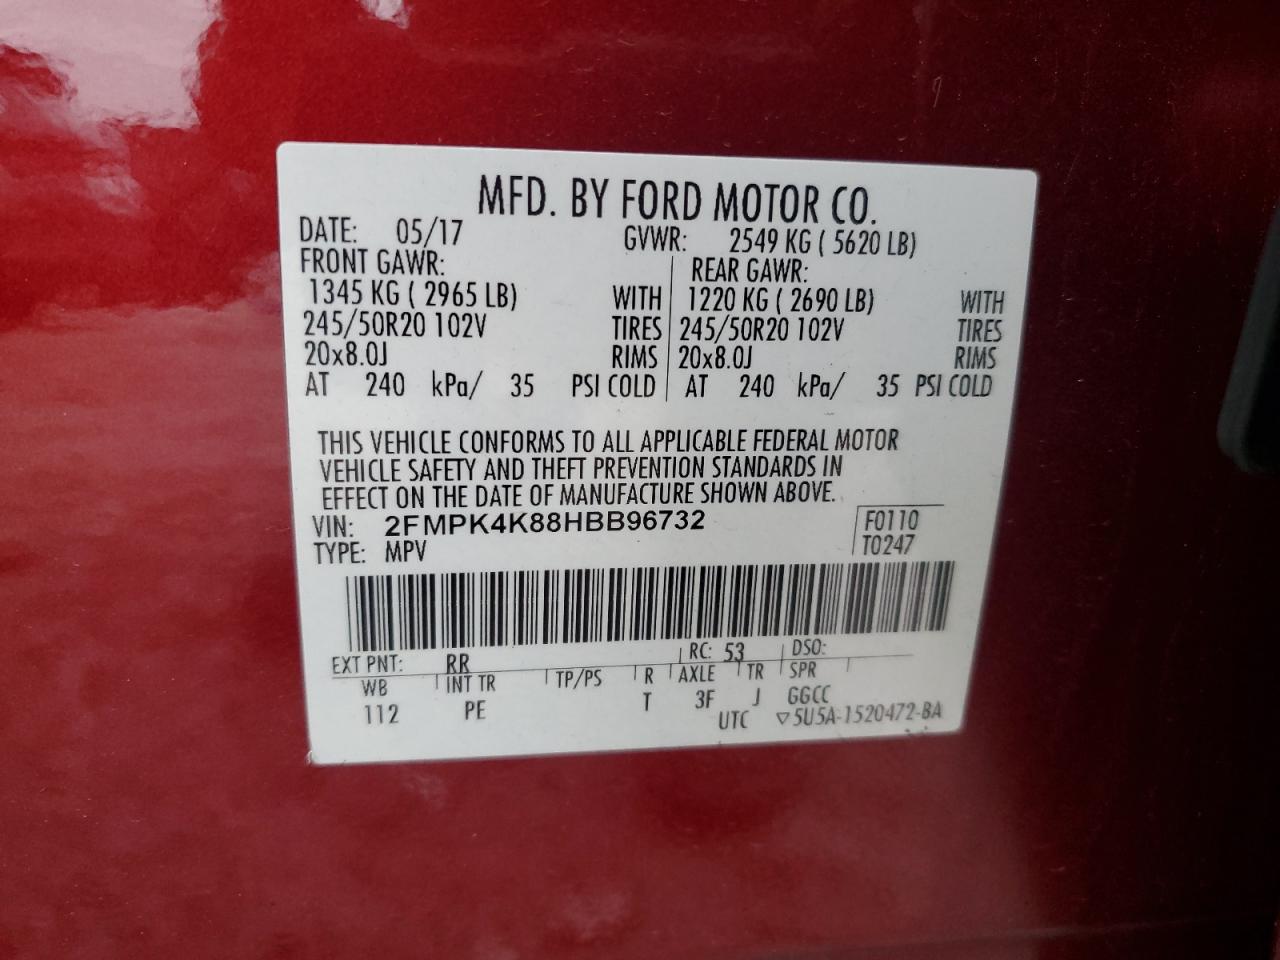 MFD. BY FORD MOTOR CO.
DATE: 05/17 GVWR: 2549 KG ( 5620 LB)
FRONT GAWR: REAR GAWR:
1345 KG ( 2965 LB) WITH 1220 KG ( 2690 LB) WITH
245/50R20 102V TIRES 245/50R20 102V TIRES
20x8.0J RIMS 20x8.0J RIMS
AT 240 kPa/ 35 PSI COLD AT 240 kPa/ 35 PSI COLD
THIS VEHICLE CONFORMS TO ALL APPLICABLE FEDERAL MOTOR
VEHICLE SAFETY AND THEFT PREVENTION STANDARDS IN
EFFECT ON THE DATE OF MANUFACTURE SHOWN ABOVE.
VIN: 2FMPK4K88HBB96732 F0110
TYPE: MPV T0247
EXT PNT: RR RC: 53 DSO:
WB INT TR TP/PS R AXLE TR SPR
112 PE T 3F J GGCC
UTC ▽5U5A-1520472-BA